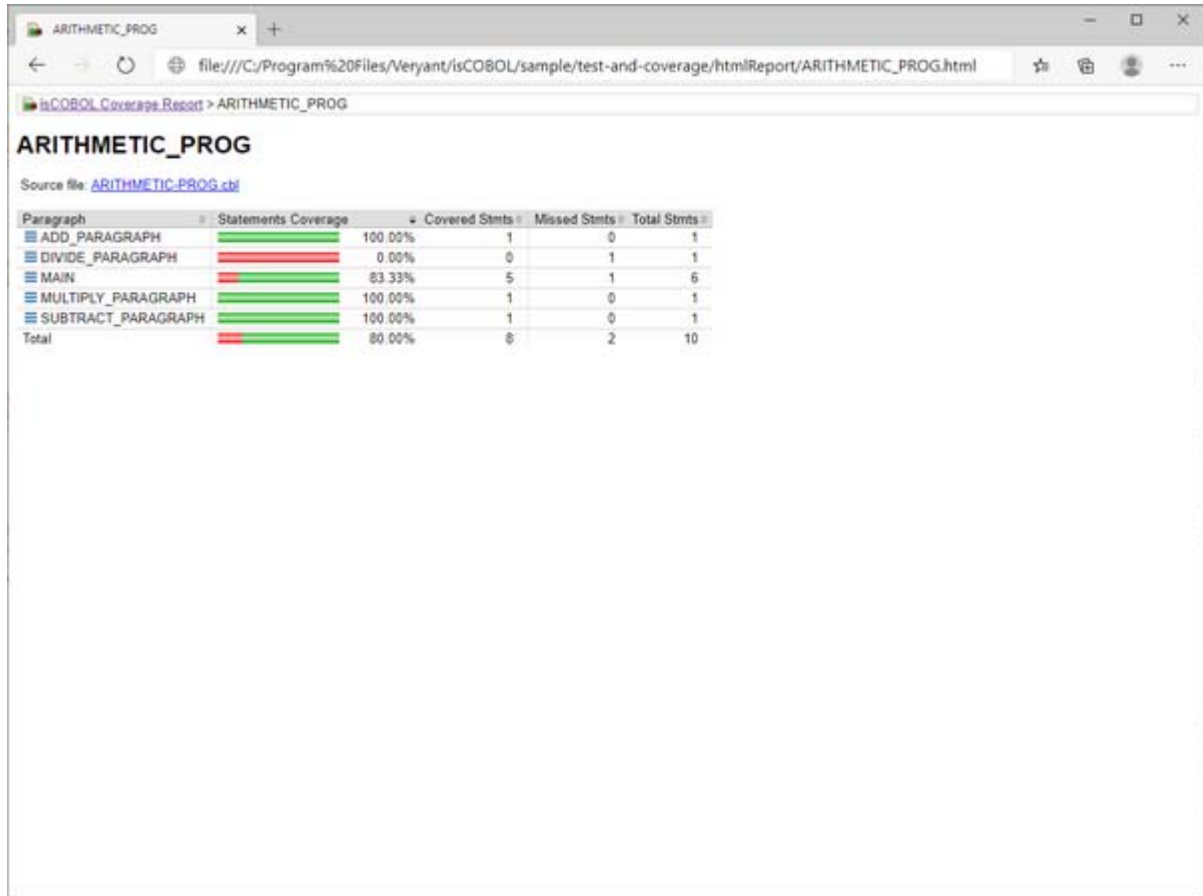 ARITHMETIC_PROG
file:///C:/Program%20Files/Veryant/isCOBOL/sample/test-and-coverage/htmlReport/ARITHMETIC_PROG.html
isCOBOL Coverage Report > ARITHMETIC_PROG
ARITHMETIC_PROG
Source file: ARITHMETIC-PROG.cbl
Paragraph Statements Coverage Covered Stmts Missed Stmts Total Stmts
ADD_PARAGRAPH 100.00% 1 0 1
DIVIDE_PARAGRAPH 0.00% 0 1 1
MAIN 83.33% 5 1 6
MULTIPLY_PARAGRAPH 100.00% 1 0 1
SUBTRACT_PARAGRAPH 100.00% 1 0 1
Total 80.00% 8 2 10